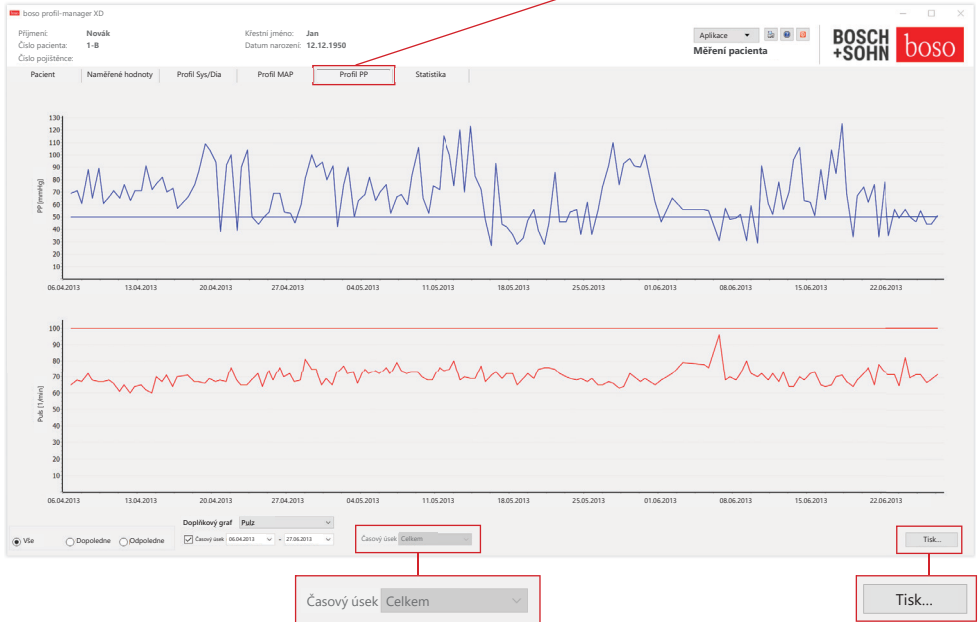 boso profil-manager XD
Příjmení: Novák Křestní jméno: Jan
Číslo pacienta: 1-B Datum narození: 12.12.1950
Číslo pojištěnce:
Aplikace
Měření pacienta
BOSCH
+SOHN
boso
Pacient Naměřené hodnoty Profil Sys/Dia Profil MAP Profil PP Statistika
PP [mmHg]
130
120
110
100
90
80
70
60
50
40
30
20
10
06.04.2013 13.04.2013 20.04.2013 27.04.2013 04.05.2013 11.05.2013 18.05.2013 25.05.2013 01.06.2013 08.06.2013 15.06.2013 22.06.2013
Puls [1/min]
100
90
80
70
60
50
40
30
20
10
06.04.2013 13.04.2013 20.04.2013 27.04.2013 04.05.2013 11.05.2013 18.05.2013 25.05.2013 01.06.2013 08.06.2013 15.06.2013 22.06.2013
Doplňkový graf Pulz
Vše Dopoledne Odpoledne Časový úsek 06.04.2013 - 27.06.2013 Časový úsek Celkem Tisk...
Časový úsek Celkem
Tisk...